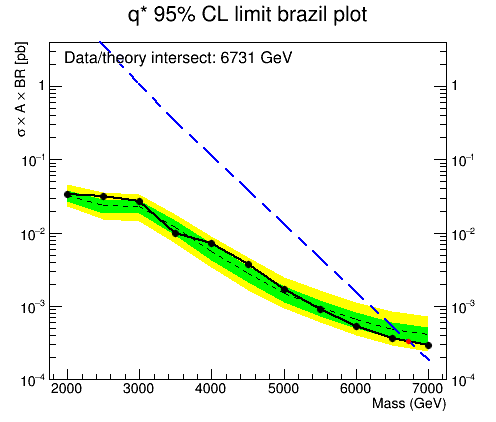 q* 95% CL limit brazil plot
Data/theory intersect: 6731 GeV
σ × A × BR [pb]
1
10⁻¹
10⁻²
10⁻³
10⁻⁴
1
10⁻¹
10⁻²
10⁻³
10⁻⁴
2000 3000 4000 5000 6000 7000
Mass (GeV)